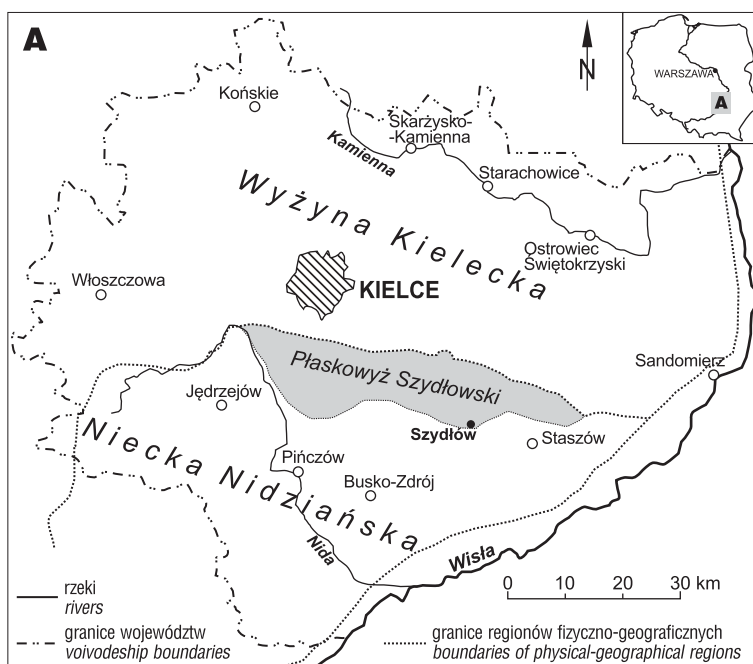 A
N
WARSZAWA
A
Końskie
Skarżysko-
-Kamienna
Kamienna
Starachowice
Wyżyna Kielecka
Ostrowiec
Świętokrzyski
Włoszczowa
KIELCE
Sandomierz
Płaskowyż Szydłowski
Jędrzejów
Szydłów
Staszów
Niecka Nidziańska
Pińczów
Busko-Zdrój
Nida
Wisła
0 10 20 30 km
rzeki
rivers
granice województw
voivodeship boundaries
granice regionów fizyczno-geograficznych
boundaries of physical-geographical regions